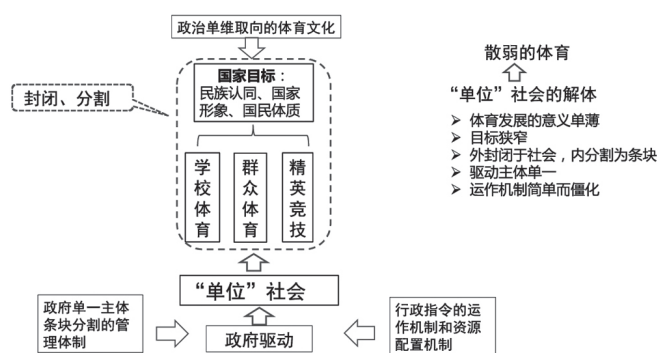 政治单维取向的体育文化
封闭、分割
国家目标：
民族认同、国家
形象、国民体质
学校体育
群众体育
精英竞技
“单位”社会
政府单一主体
条块分割的管
理体制
政府驱动
行政指令的运
作机制和资源
配置机制
散弱的体育
“单位”社会的解体
➢ 体育发展的意义单薄
➢ 目标狭窄
➢ 外封闭于社会，内分割为条块
➢ 驱动主体单一
➢ 运作机制简单而僵化